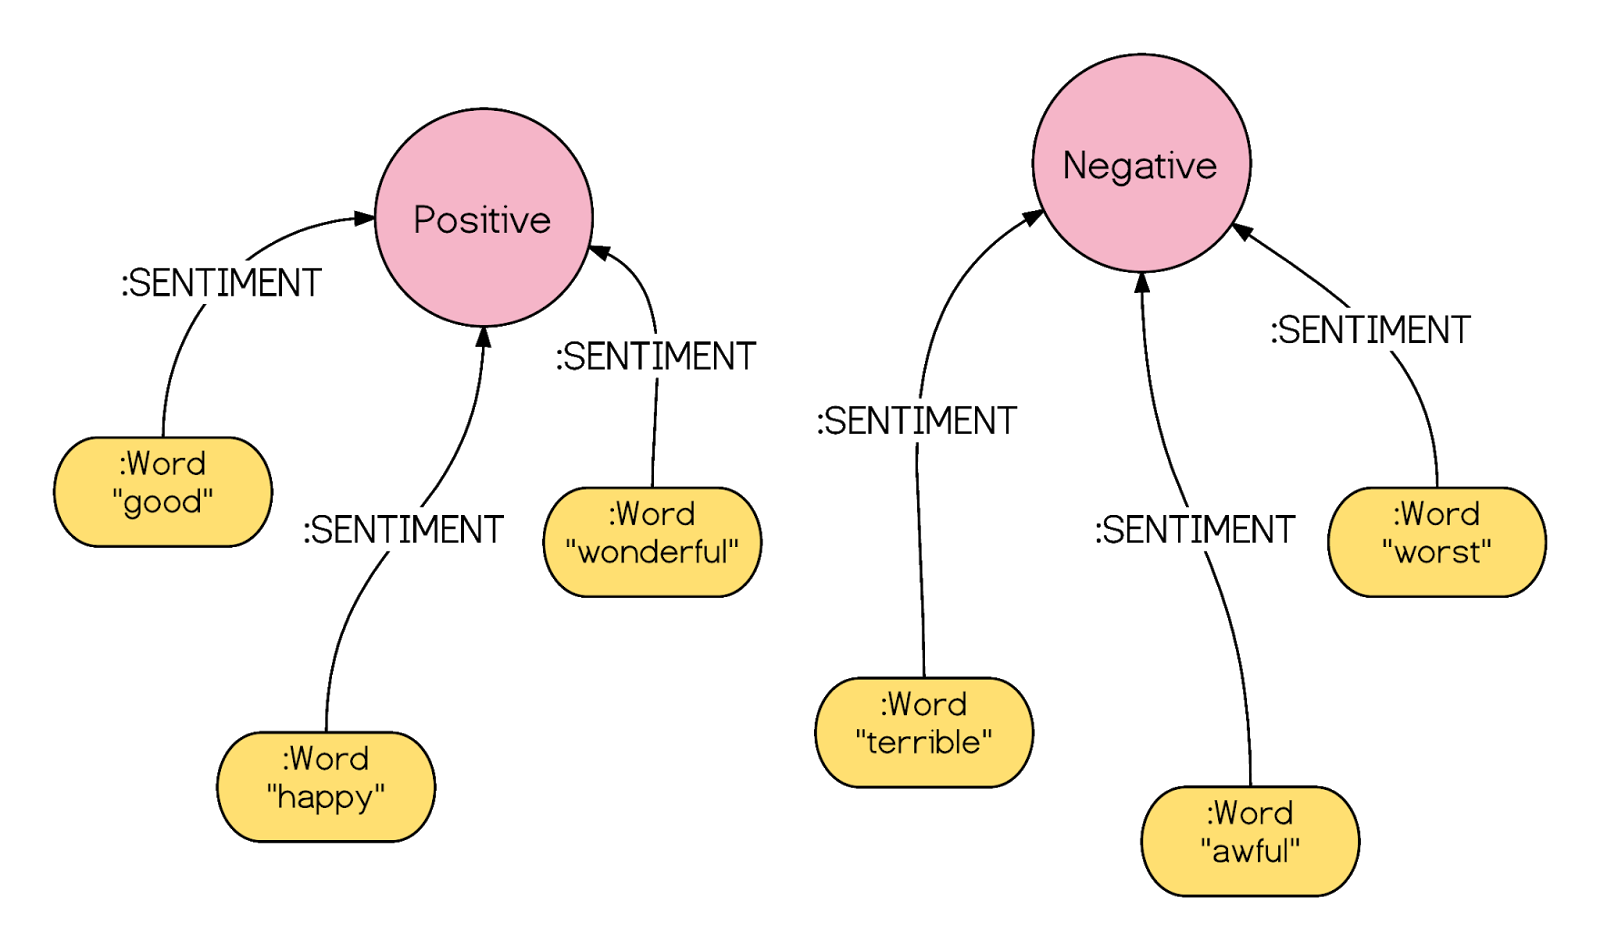 Positive
:SENTIMENT
:SENTIMENT
:SENTIMENT
:Word
"good"
:Word
"wonderful"
:Word
"happy"
Negative
:SENTIMENT
:SENTIMENT
:SENTIMENT
:Word
"worst"
:Word
"terrible"
:Word
"awful"